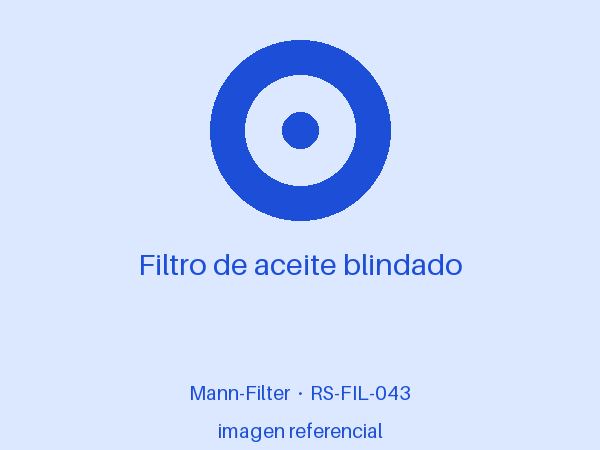 Filtro de aceite blindado
Mann-Filter · RS-FIL-043
imagen referencial